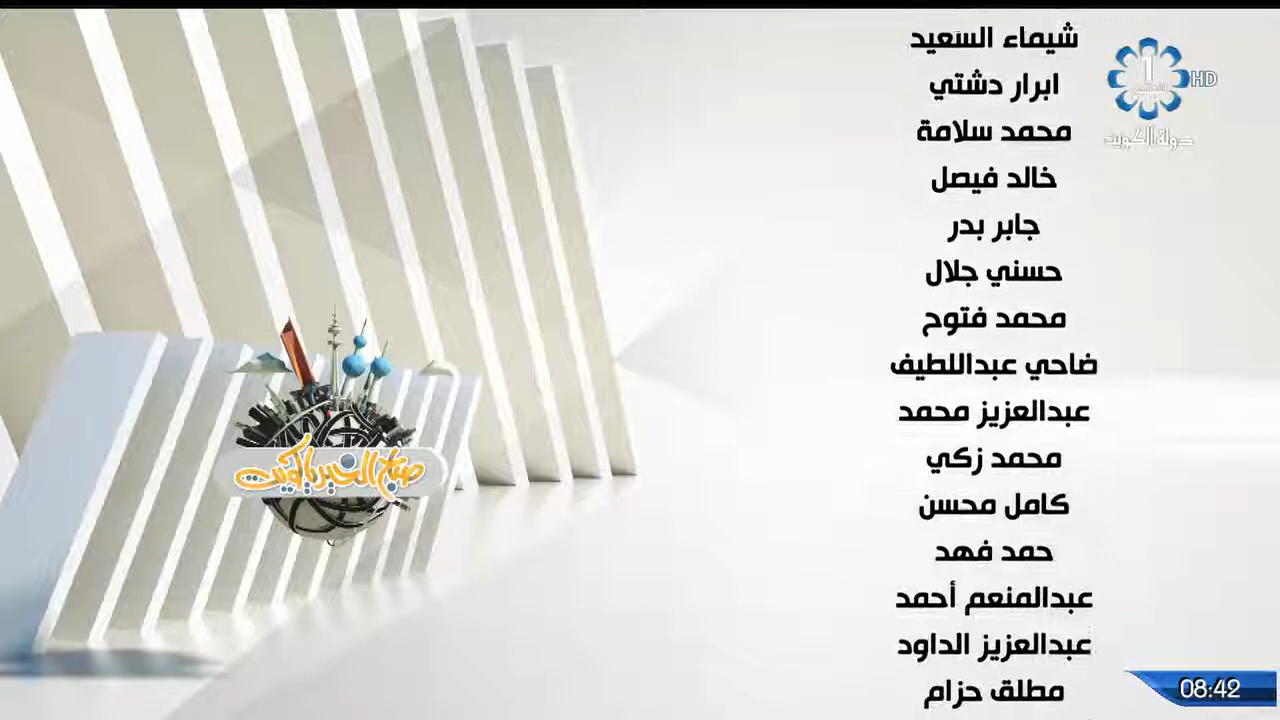 شيماء السعيد
ابرار دشتي
محمد سلامة
خالد فيصل
جابر بدر
حسني جلال
محمد فتوح
ضاحي عبداللطيف
عبدالعزيز محمد
محمد زكي
كامل محسن
حمد فهد
عبدالمنعم أحمد
عبدالعزيز الداود
مطلق حزام
1
HD
دولة الكويت
صباح الخير يا كويت
08:42